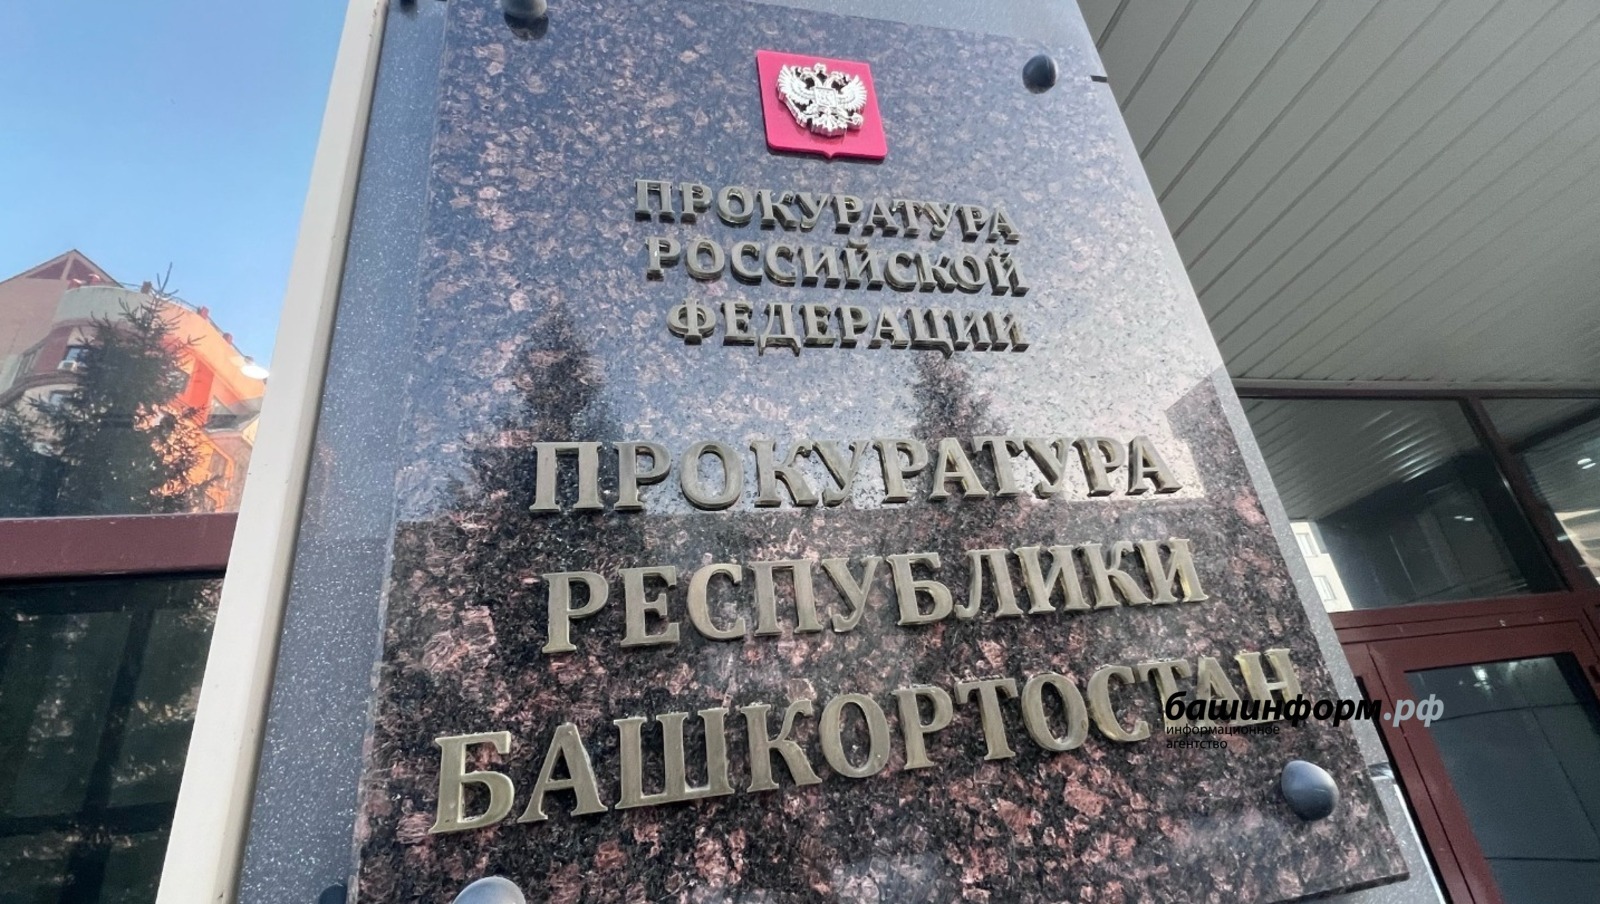 ПРОКУРАТУРА
РОССИЙСКОЙ
ФЕДЕРАЦИИ
ПРОКУРАТУРА
РЕСПУБЛИКИ
БАШКОРТОСТАН
башинформ.рф
информационное
агентство